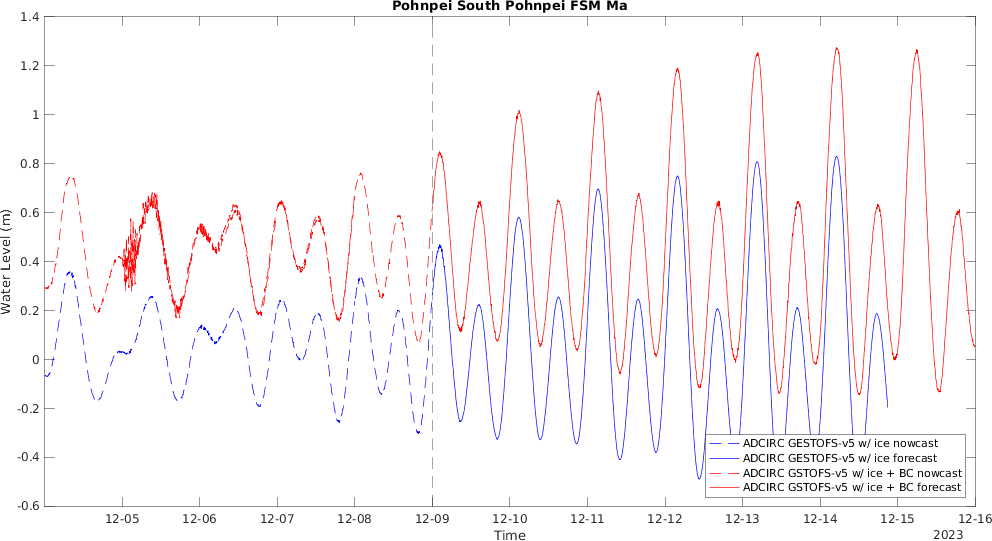 Pohnpei South Pohnpei FSM Ma
1.4
1.2
1
0.8
0.6
0.4
0.2
0
-0.2
-0.4
-0.6
Water Level (m)
ADCIRC GESTOFS-v5 w/ ice nowcast
ADCIRC GESTOFS-v5 w/ ice forecast
ADCIRC GSTOFS-v5 w/ ice + BC nowcast
ADCIRC GSTOFS-v5 w/ ice + BC forecast
12-05 12-06 12-07 12-08 12-09 12-10 12-11 12-12 12-13 12-14 12-15 12-16
Time
2023